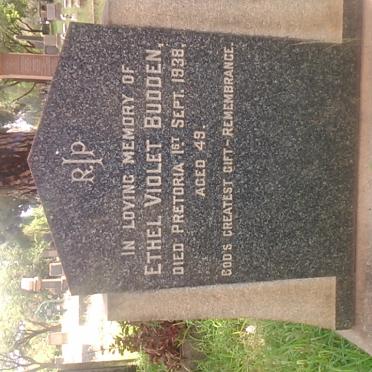 RIP
IN LOVING MEMORY OF
ETHEL VIOLET BUDDEN,
DIED PRETORIA 1ST SEPT. 1938,
AGED 49.
GOD'S GREATEST GIFT - REMEMBRANCE.